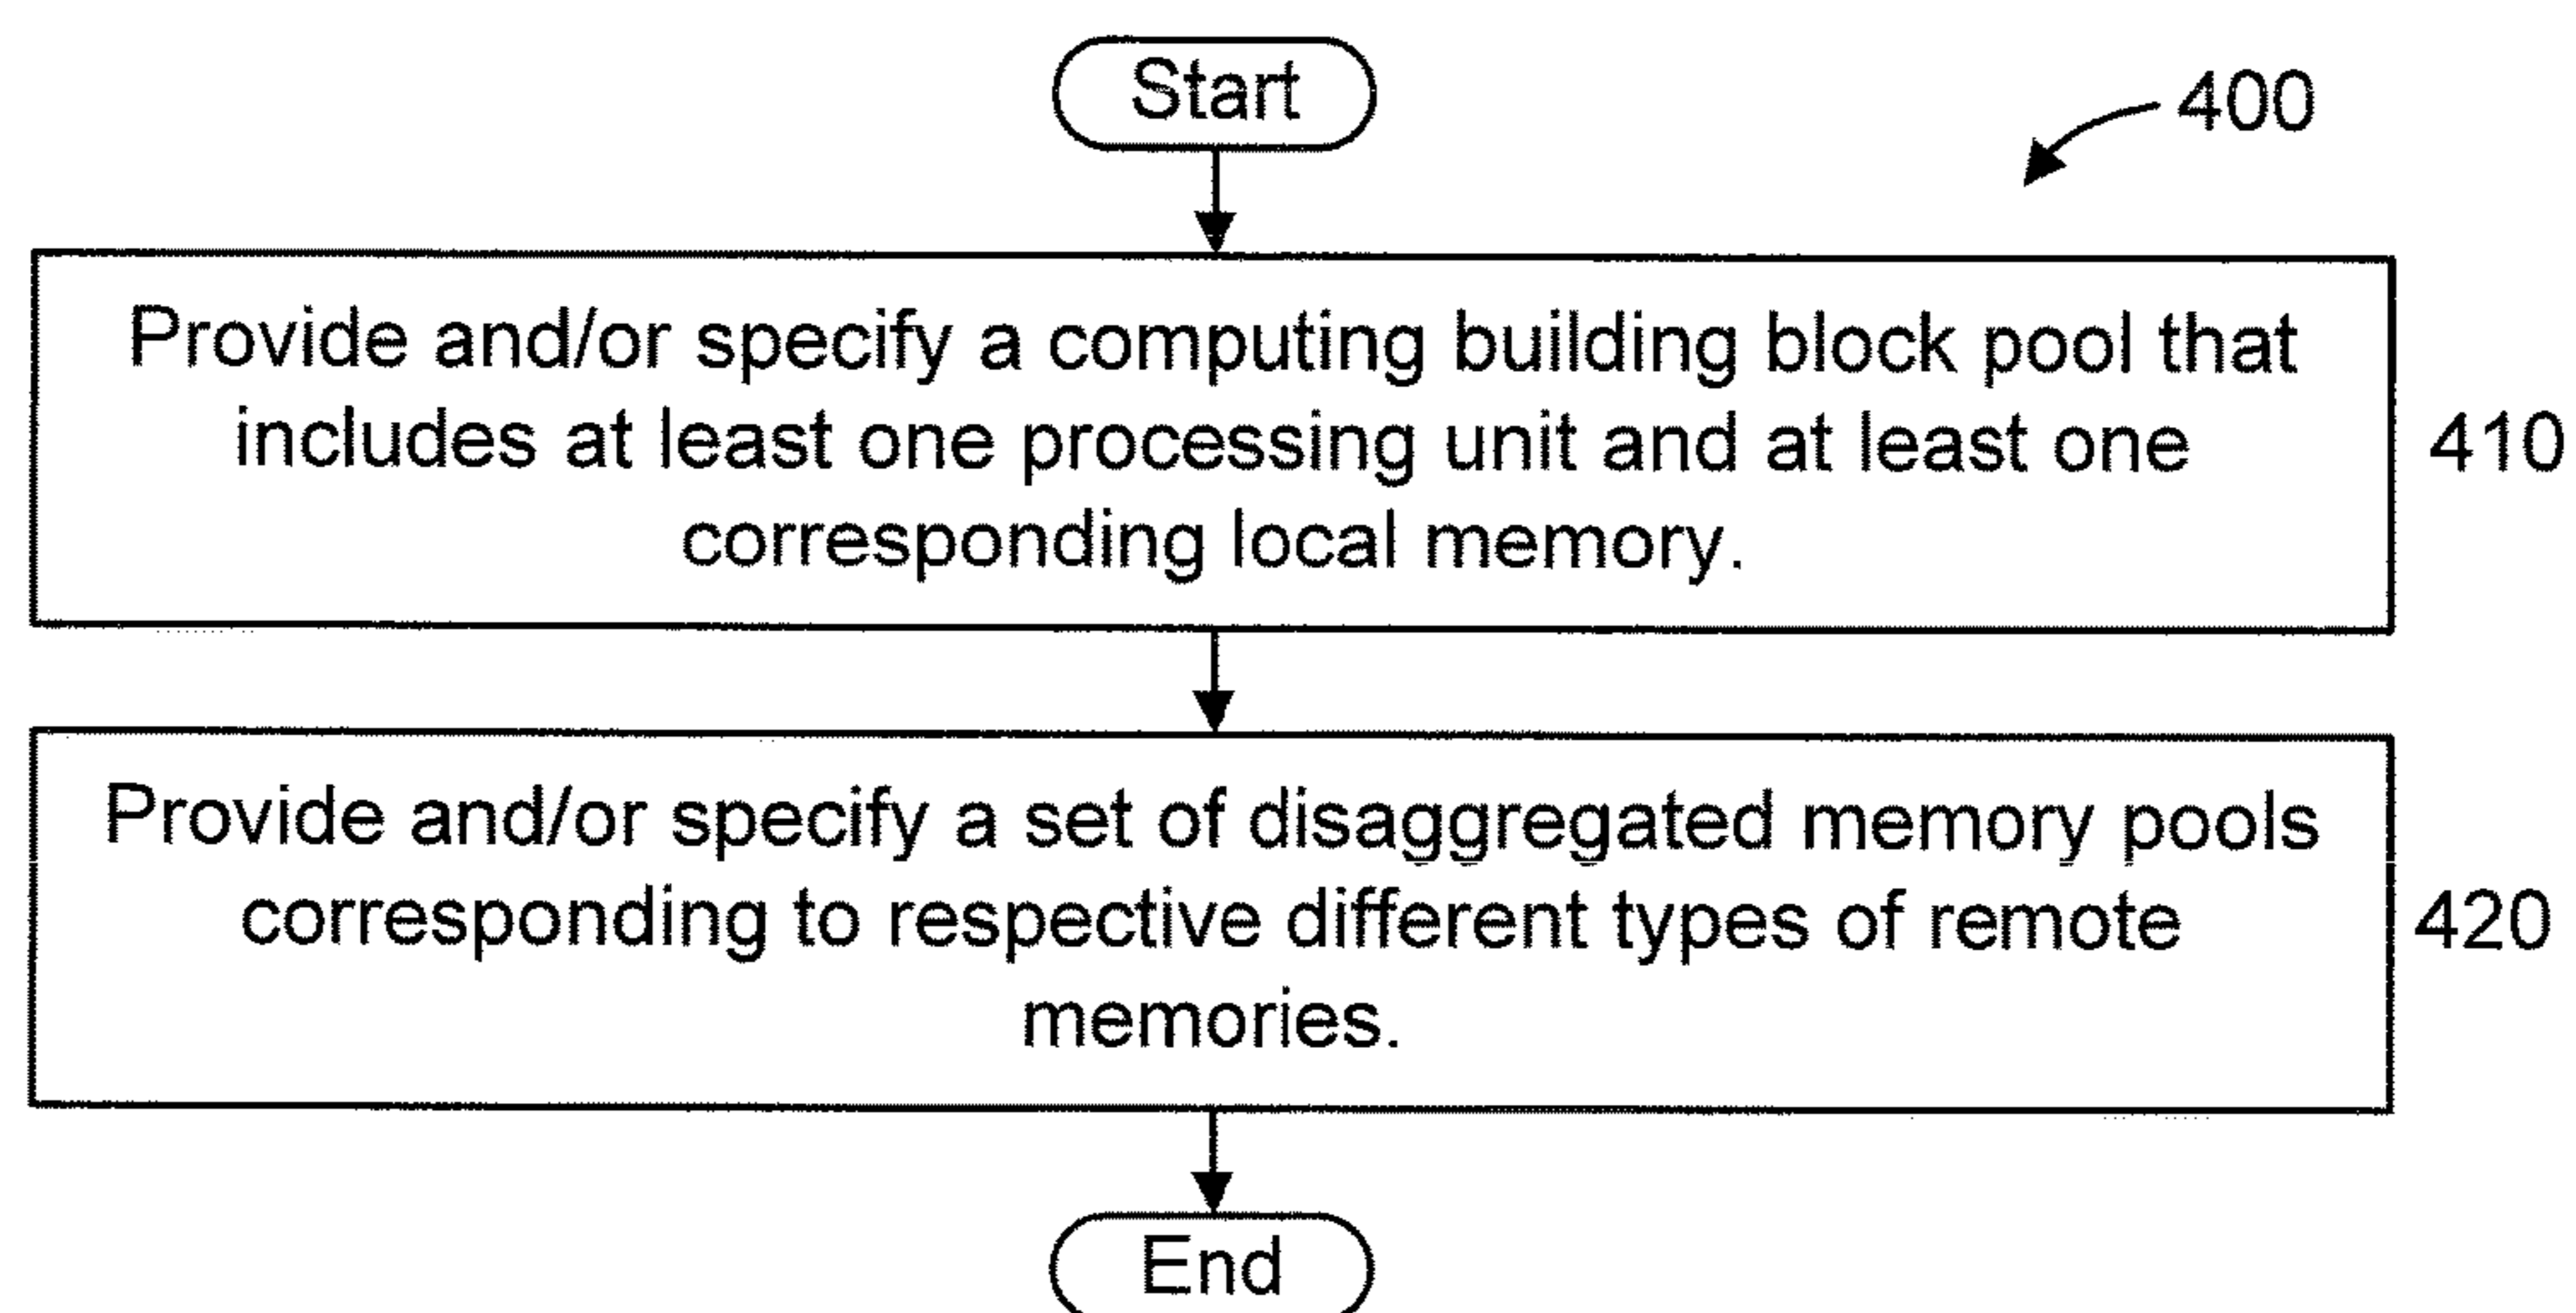 Start
400
Provide and/or specify a computing building block pool that
includes at least one processing unit and at least one
corresponding local memory.
410
Provide and/or specify a set of disaggregated memory pools
corresponding to respective different types of remote
memories.
420
End